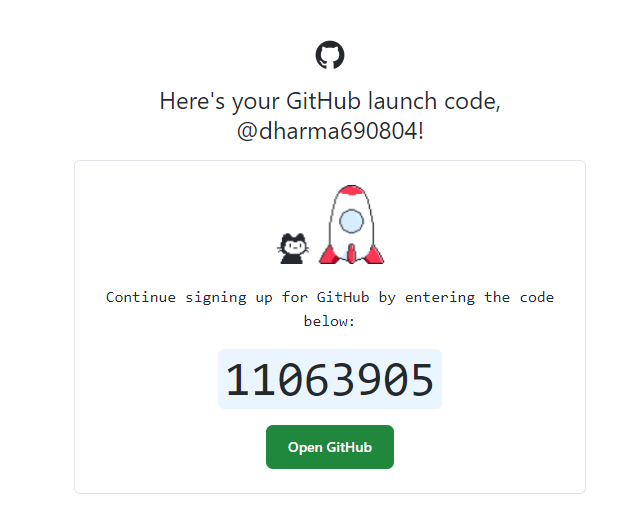 Here's your GitHub launch code,
@dharma690804!
Continue signing up for GitHub by entering the code
below:
11063905
Open GitHub